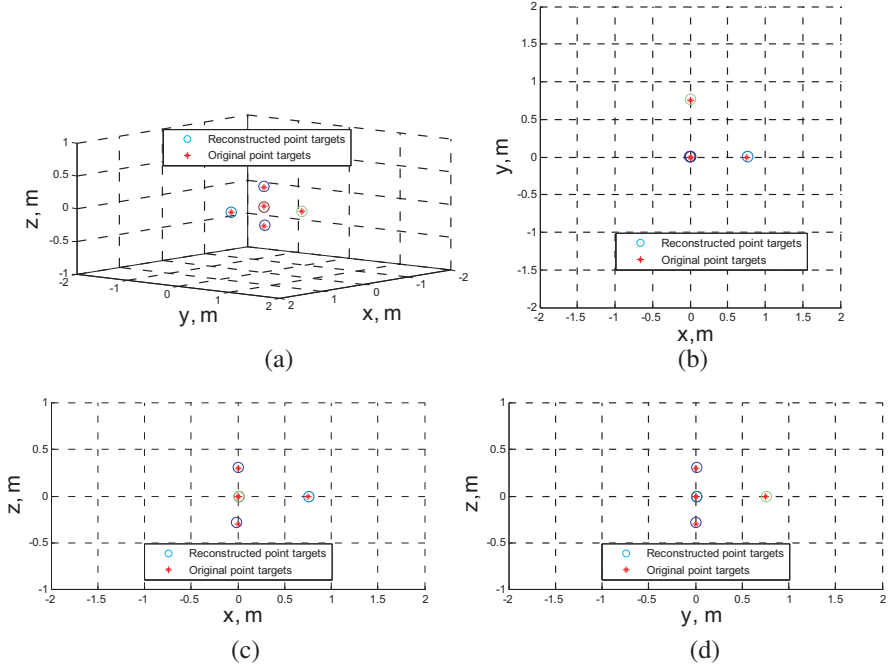 1
0.5
0
-0.5
-1
z, m
Reconstructed point targets
Original point targets
-2
-1
0
1
2
y, m
2
1
0
-1
-2
x, m
(a)
2
1.5
1
0.5
0
-0.5
-1
-1.5
-2
y, m
Reconstructed point targets
Original point targets
-2 -1.5 -1 -0.5 0 0.5 1 1.5 2
x,m
(b)
1
0.5
0
-0.5
-1
z, m
Reconstructed point targets
Original point targets
-2 -1.5 -1 -0.5 0 0.5 1 1.5 2
x, m
(c)
1
0.5
0
-0.5
-1
z, m
Reconstructed point targets
Original point targets
-2 -1.5 -1 -0.5 0 0.5 1 1.5 2
y, m
(d)